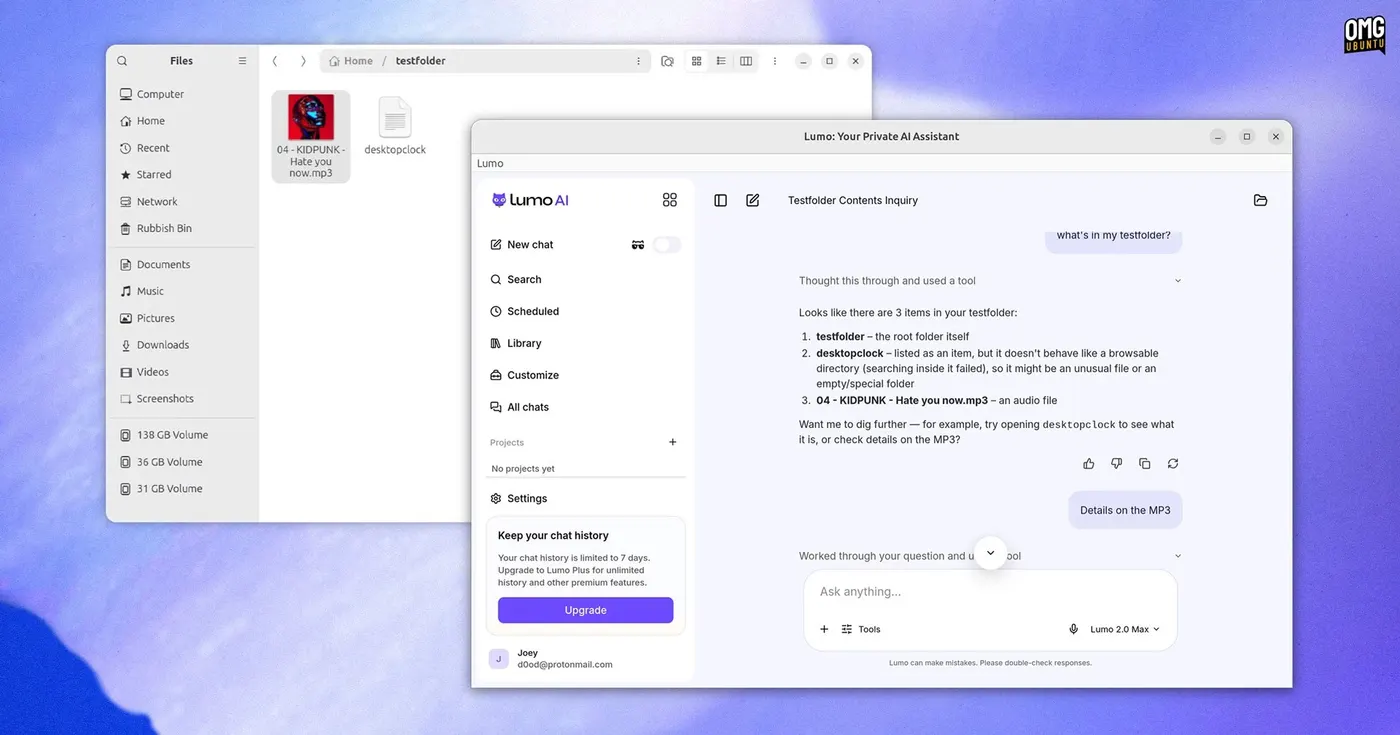 OMG
UBUNTU
Files
Home / testfolder
Computer
Home
Recent
Starred
Network
Rubbish Bin
Documents
Music
Pictures
Downloads
Videos
Screenshots
138 GB Volume
36 GB Volume
31 GB Volume
04 - KIDPUNK -
Hate you
now.mp3
desktopclock
Lumo: Your Private AI Assistant
Lumo
lumo AI
New chat
Search
Scheduled
Library
Customize
All chats
Projects
No projects yet
Settings
Keep your chat history
Your chat history is limited to 7 days.
Upgrade to Lumo Plus for unlimited
history and other premium features.
Upgrade
J
Joey
d0od@protonmail.com
Testfolder Contents Inquiry
what's in my testfolder?
Thought this through and used a tool
Looks like there are 3 items in your testfolder:
1. testfolder – the root folder itself
2. desktopclock – listed as an item, but it doesn't behave like a browsable
directory (searching inside it failed), so it might be an unusual file or an
empty/special folder
3. 04 - KIDPUNK - Hate you now.mp3 – an audio file
Want me to dig further — for example, try opening desktopclock to see what
it is, or check details on the MP3?
Details on the MP3
Worked through your question and u ool
Ask anything...
Tools
Lumo 2.0 Max
Lumo can make mistakes. Please double-check responses.